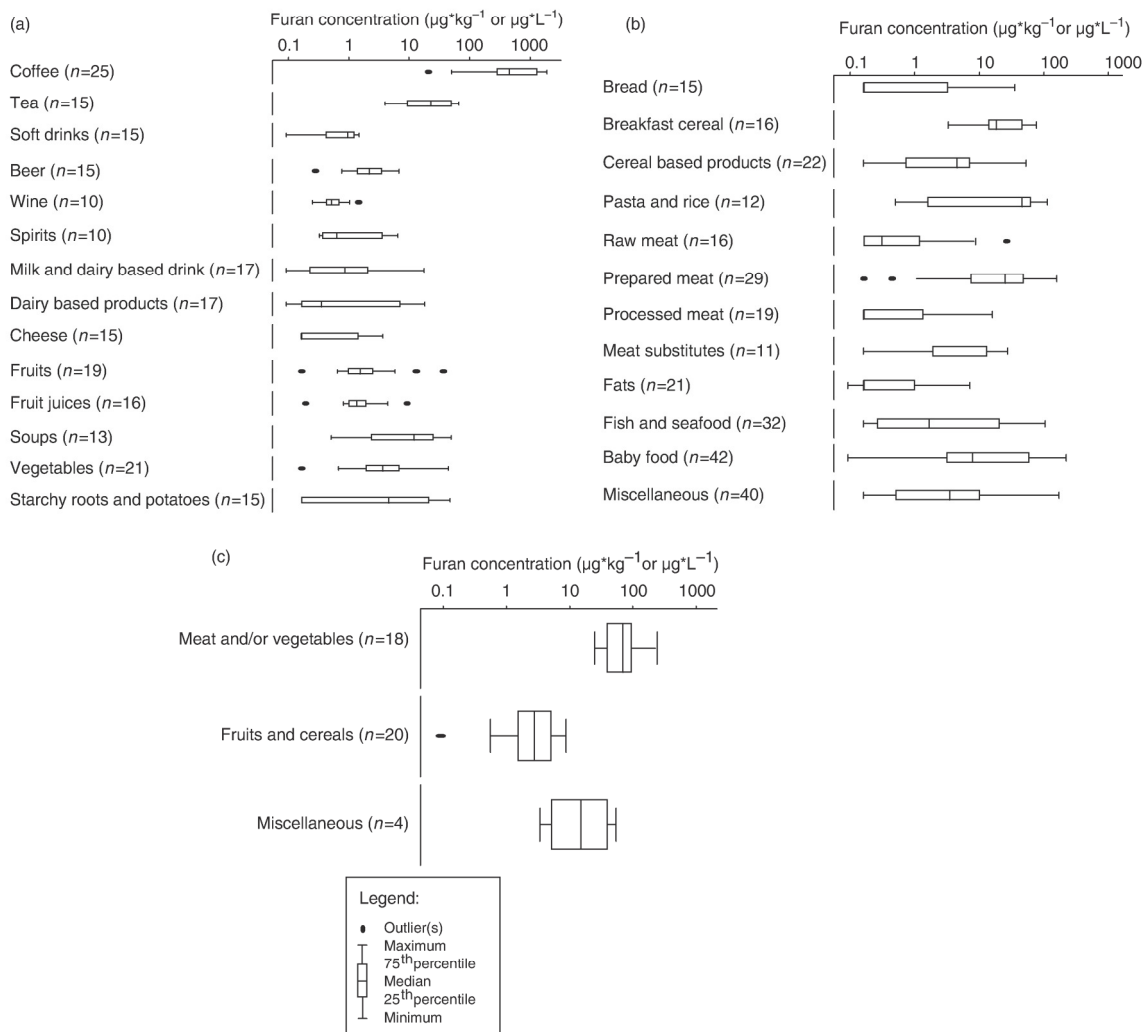 (a)
Furan concentration (µg*kg⁻¹ or µg*L⁻¹)
0.1 1 10 100 1000
Coffee (n=25)
Tea (n=15)
Soft drinks (n=15)
Beer (n=15)
Wine (n=10)
Spirits (n=10)
Milk and dairy based drink (n=17)
Dairy based products (n=17)
Cheese (n=15)
Fruits (n=19)
Fruit juices (n=16)
Soups (n=13)
Vegetables (n=21)
Starchy roots and potatoes (n=15)
(b)
Furan concentration (µg*kg⁻¹or µg*L⁻¹)
0.1 1 10 100 1000
Bread (n=15)
Breakfast cereal (n=16)
Cereal based products (n=22)
Pasta and rice (n=12)
Raw meat (n=16)
Prepared meat (n=29)
Processed meat (n=19)
Meat substitutes (n=11)
Fats (n=21)
Fish and seafood (n=32)
Baby food (n=42)
Miscellaneous (n=40)
(c)
Furan concentration (µg*kg⁻¹or µg*L⁻¹)
0.1 1 10 100 1000
Meat and/or vegetables (n=18)
Fruits and cereals (n=20)
Miscellaneous (n=4)
Legend:
Outlier(s)
Maximum
75th percentile
Median
25th percentile
Minimum